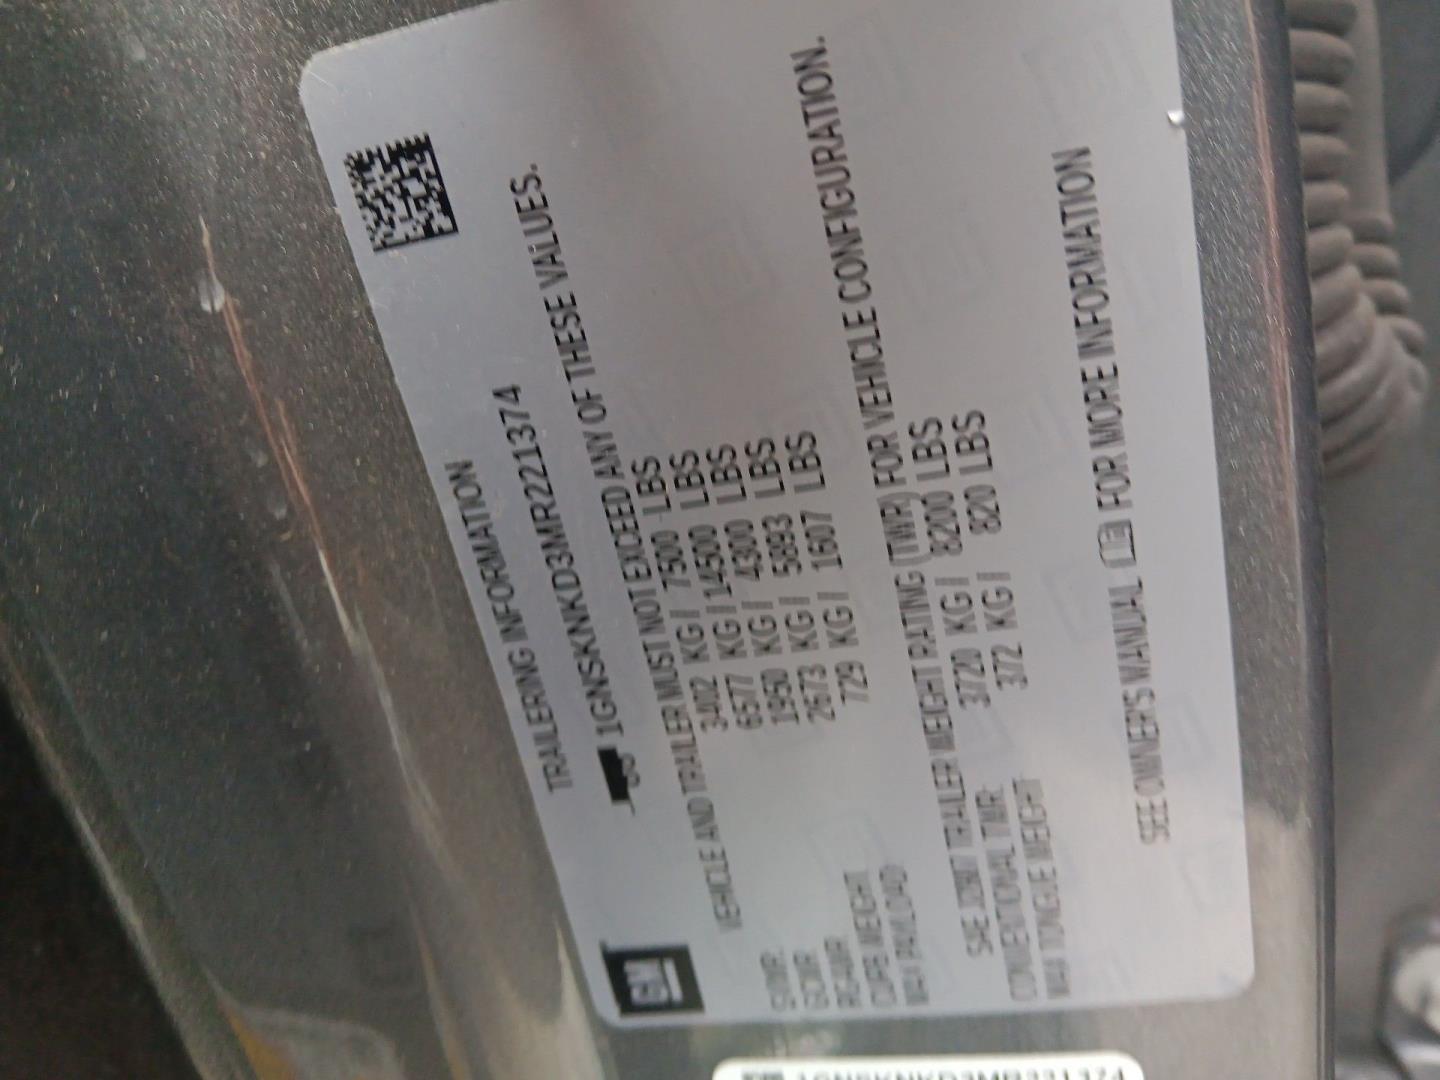 GM
TRAILERING INFORMATION
1GNSKNKD3MR221374
VEHICLE AND TRAILER MUST NOT EXCEED ANY OF THESE VALUES.
GVWR 3402 KG / 7500 LBS
GCWR 6577 KG / 14500 LBS
RGAWR 1950 KG / 4300 LBS
CURB WEIGHT 2673 KG / 5893 LBS
MAX PAYLOAD 729 KG / 1607 LBS
SAE J2807 TRAILER WEIGHT RATING (TWR) FOR VEHICLE CONFIGURATION.
CONVENTIONAL TWR: 3720 KG / 8200 LBS
MAX TONGUE WEIGHT 372 KG / 820 LBS
SEE OWNER'S MANUAL FOR MORE INFORMATION